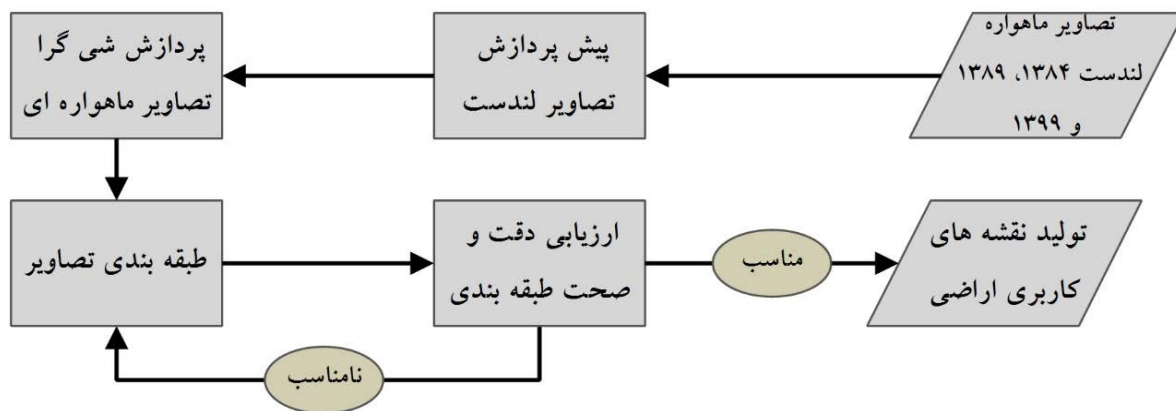 تصاویر ماهواره
لندست ۱۳۸۴، ۱۳۸۹
و ۱۳۹۹
پیش پردازش
تصاویر لندست
پردازش شی گرا
تصاویر ماهواره ای
طبقه بندی تصاویر
ارزیابی دقت و
صحت طبقه بندی
مناسب
تولید نقشه های
کاربری اراضی
نامناسب